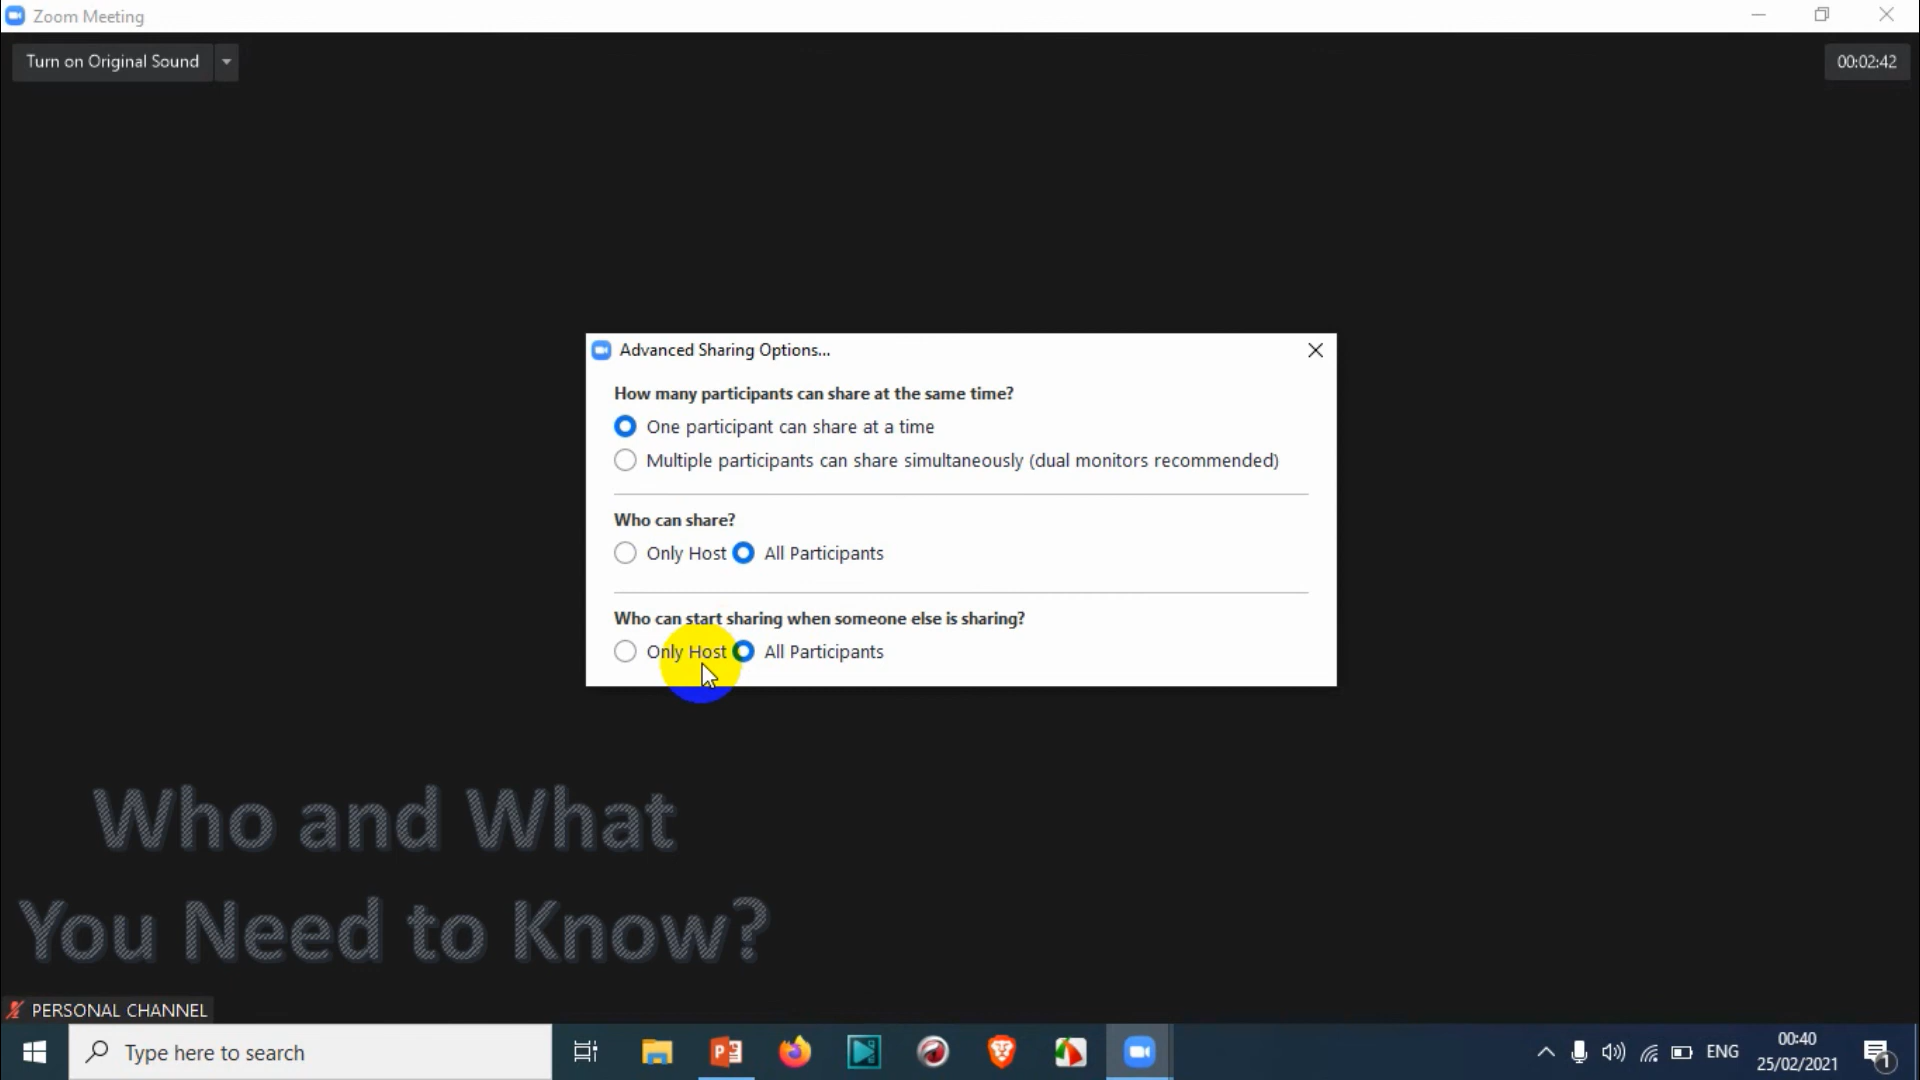 Zoom Meeting
Turn on Original Sound
00:02:42
Advanced Sharing Options...
How many participants can share at the same time?
One participant can share at a time
Multiple participants can share simultaneously (dual monitors recommended)
Who can share?
Only Host All Participants
Who can start sharing when someone else is sharing?
Only Host All Participants
Who and What
You Need to Know?
PERSONAL CHANNEL
Type here to search
ENG
00:40
25/02/2021
1